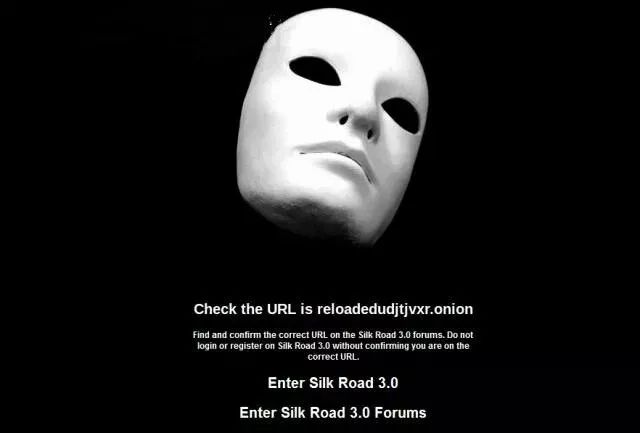 Check the URL is reloadedudjtjvxr.onion
Find and confirm the correct URL on the Silk Road 3.0 forums. Do not
login or register on Silk Road 3.0 without confirming you are on the
correct URL.
Enter Silk Road 3.0
Enter Silk Road 3.0 Forums